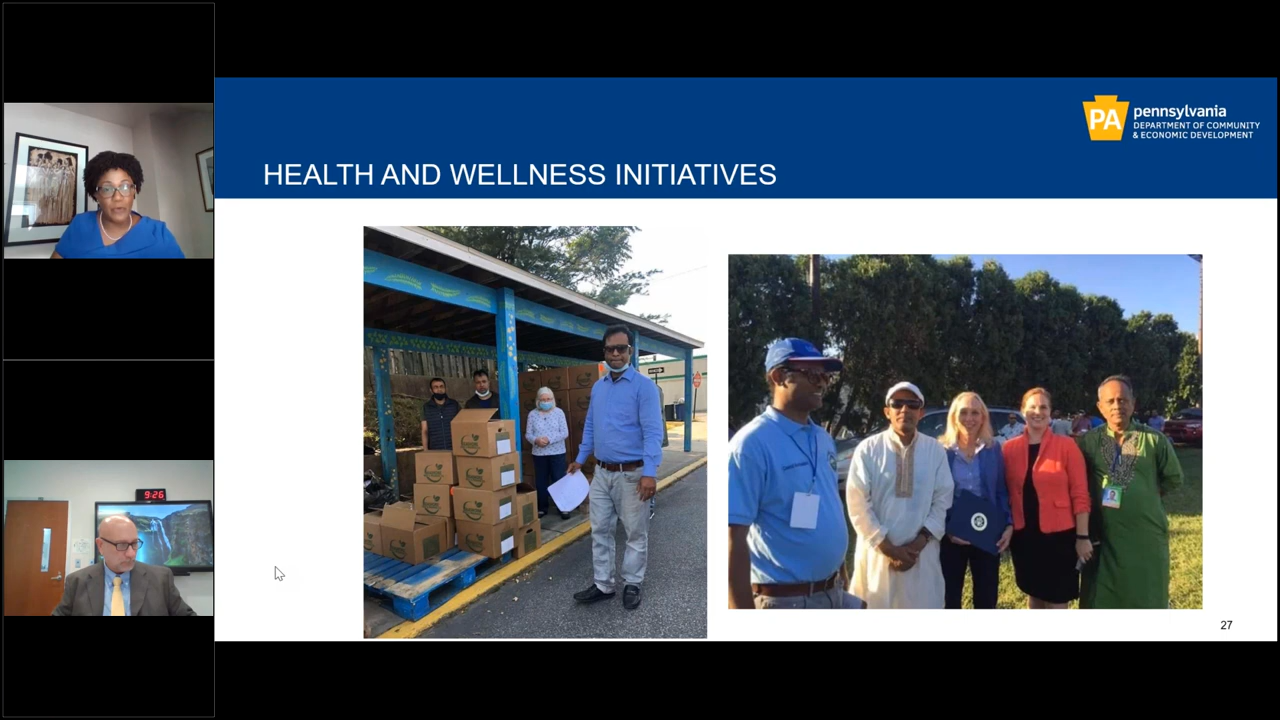 PA
pennsylvania
DEPARTMENT OF COMMUNITY
& ECONOMIC DEVELOPMENT
HEALTH AND WELLNESS INITIATIVES
9:26
27